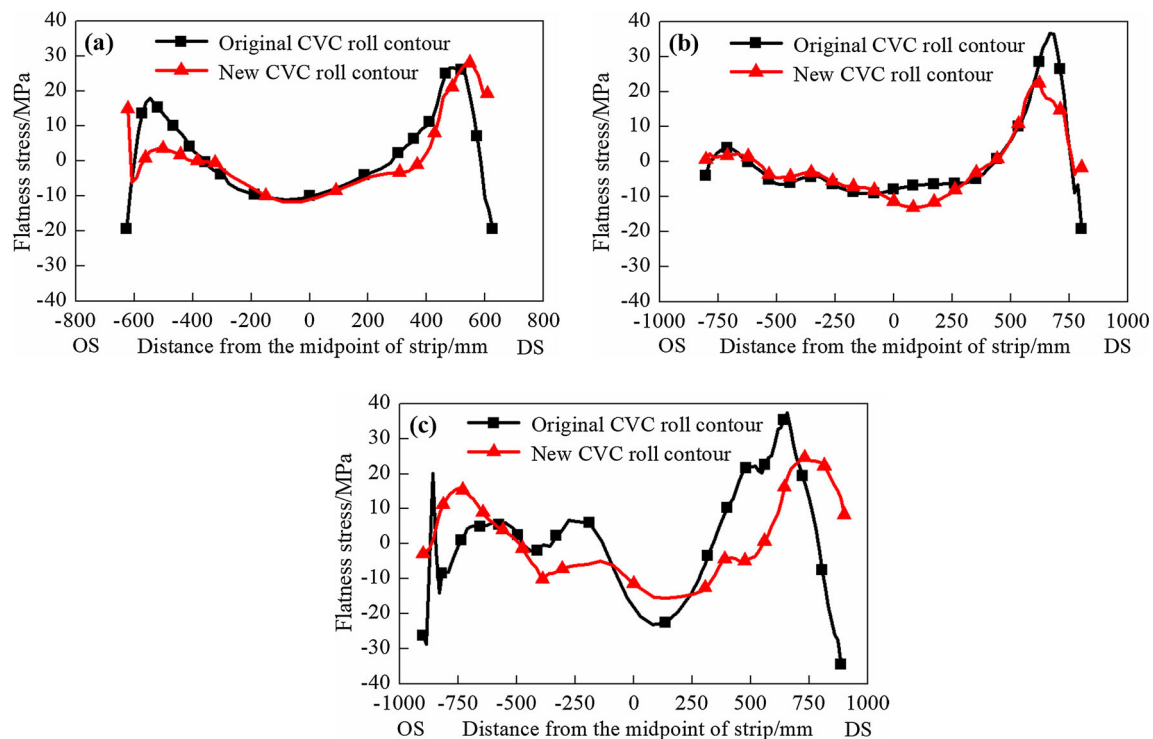 (a)
Original CVC roll contour
New CVC roll contour
Flatness stress/MPa
40
30
20
10
0
-10
-20
-30
-40
-800 -600 -400 -200 0 200 400 600 800
OS Distance from the midpoint of strip/mm DS
(b)
Original CVC roll contour
New CVC roll contour
Flatness stress/MPa
40
30
20
10
0
-10
-20
-30
-40
-1000 -750 -500 -250 0 250 500 750 1000
OS Distance from the midpoint of strip/mm DS
(c)
Original CVC roll contour
New CVC roll contour
Flatness stress/MPa
40
30
20
10
0
-10
-20
-30
-40
-1000 -750 -500 -250 0 250 500 750 1000
OS Distance from the midpoint of strip/mm DS